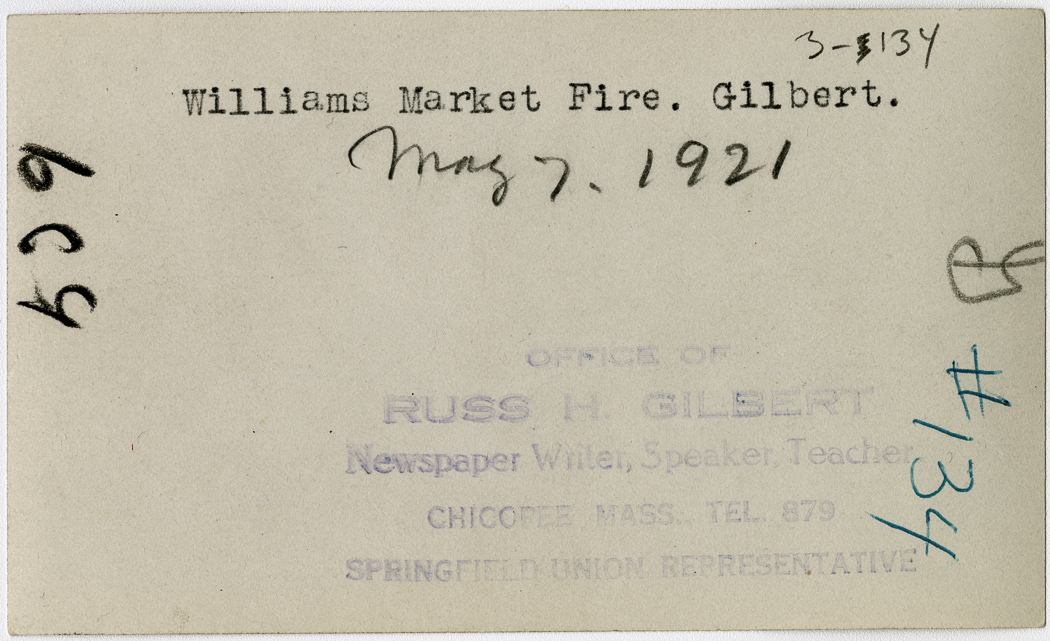 3-134
Williams Market Fire. Gilbert.
May 7. 1921
OFFICE OF
RUSS H. GILBERT
Newspaper Writer, Speaker, Teacher
CHICOPEE MASS. TEL. 879
SPRINGFIELD UNION REPRESENTATIVE
#134